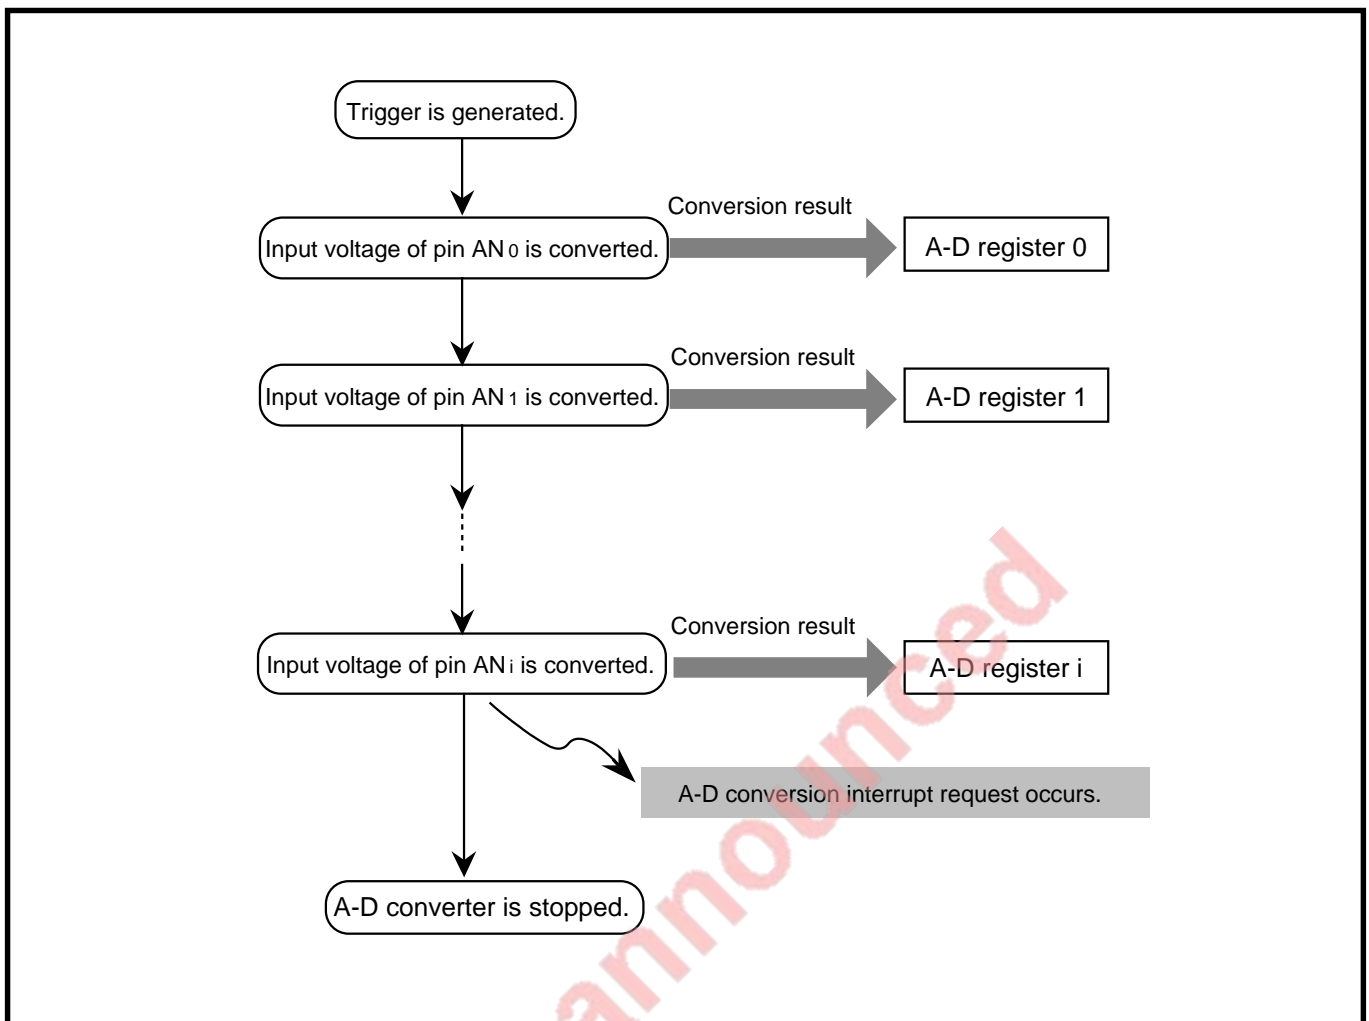 Trigger is generated.
Conversion result
Input voltage of pin AN0 is converted.
A-D register 0
Conversion result
Input voltage of pin AN1 is converted.
A-D register 1
Conversion result
Input voltage of pin ANi is converted.
A-D register i
A-D conversion interrupt request occurs.
A-D converter is stopped.
announced